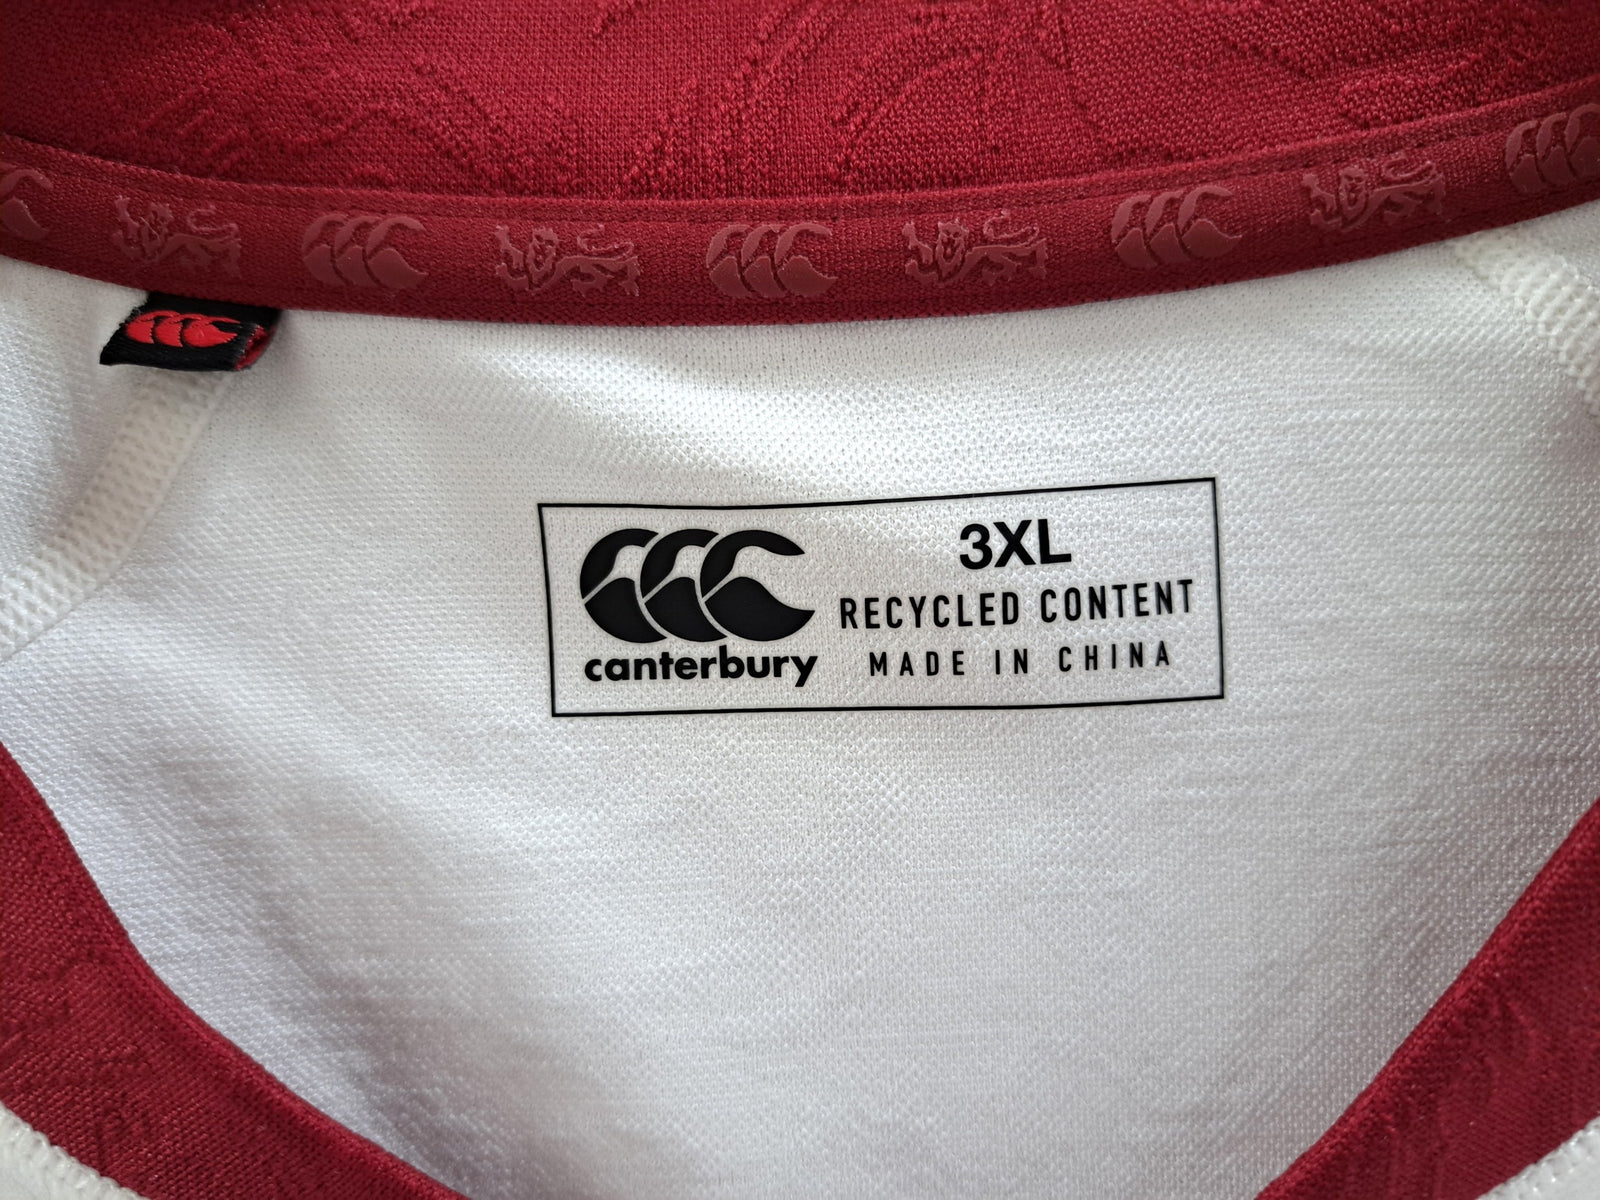 3XL
RECYCLED CONTENT
MADE IN CHINA
canterbury